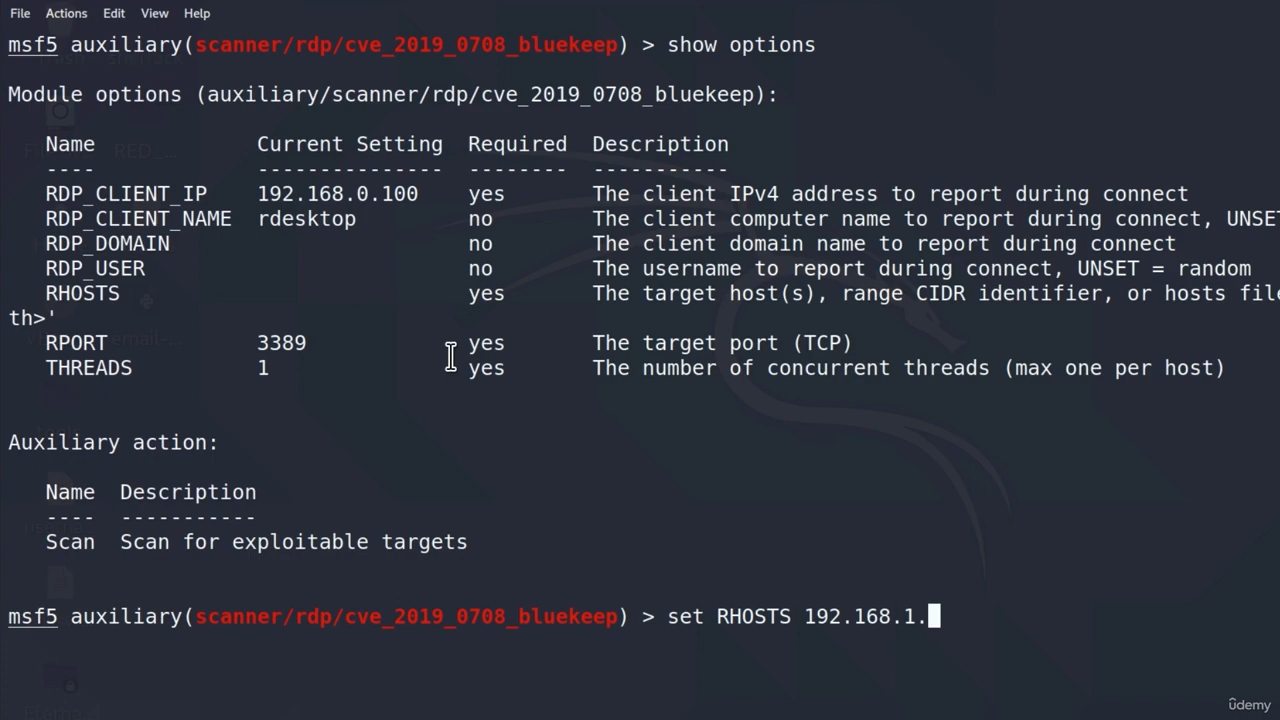 File Actions Edit View Help
msf5 auxiliary(scanner/rdp/cve_2019_0708_bluekeep) > show options
Module options (auxiliary/scanner/rdp/cve_2019_0708_bluekeep):
Name Current Setting Required Description
---- --------------- -------- -----------
RDP_CLIENT_IP 192.168.0.100 yes The client IPv4 address to report during connect
RDP_CLIENT_NAME rdesktop no The client computer name to report during connect, UNSE
RDP_DOMAIN no The client domain name to report during connect
RDP_USER no The username to report during connect, UNSET = random
RHOSTS yes The target host(s), range CIDR identifier, or hosts file
th>'
RPORT 3389 yes The target port (TCP)
THREADS 1 yes The number of concurrent threads (max one per host)
Auxiliary action:
Name Description
---- -----------
Scan Scan for exploitable targets
msf5 auxiliary(scanner/rdp/cve_2019_0708_bluekeep) > set RHOSTS 192.168.1.
ûdemy